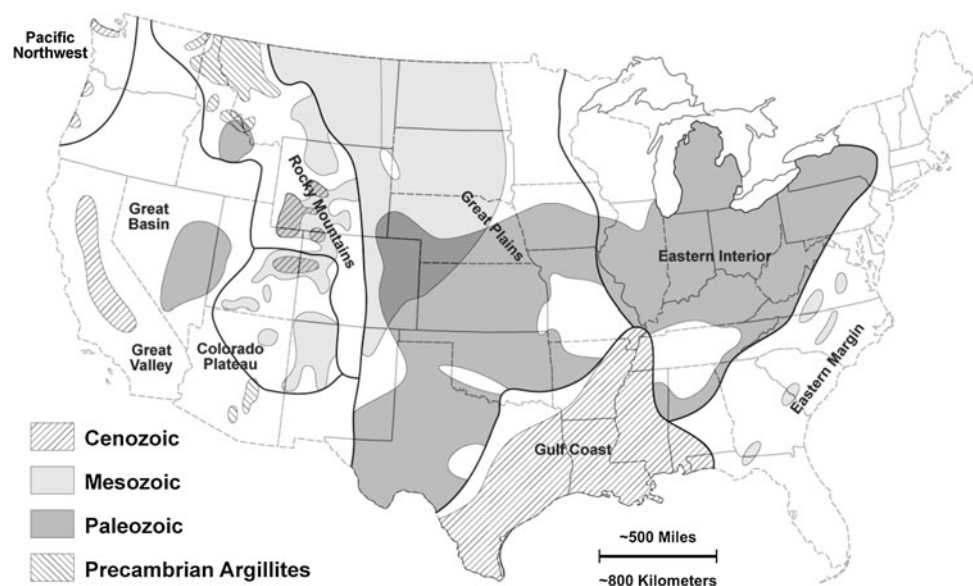 Pacific
Northwest
Rocky Mountains
Great Plains
Great
Basin
Eastern Interior
Great
Valley
Colorado
Plateau
Eastern Margin
Gulf Coast
Cenozoic
Mesozoic
Paleozoic
Precambrian Argillites
~500 Miles
~800 Kilometers